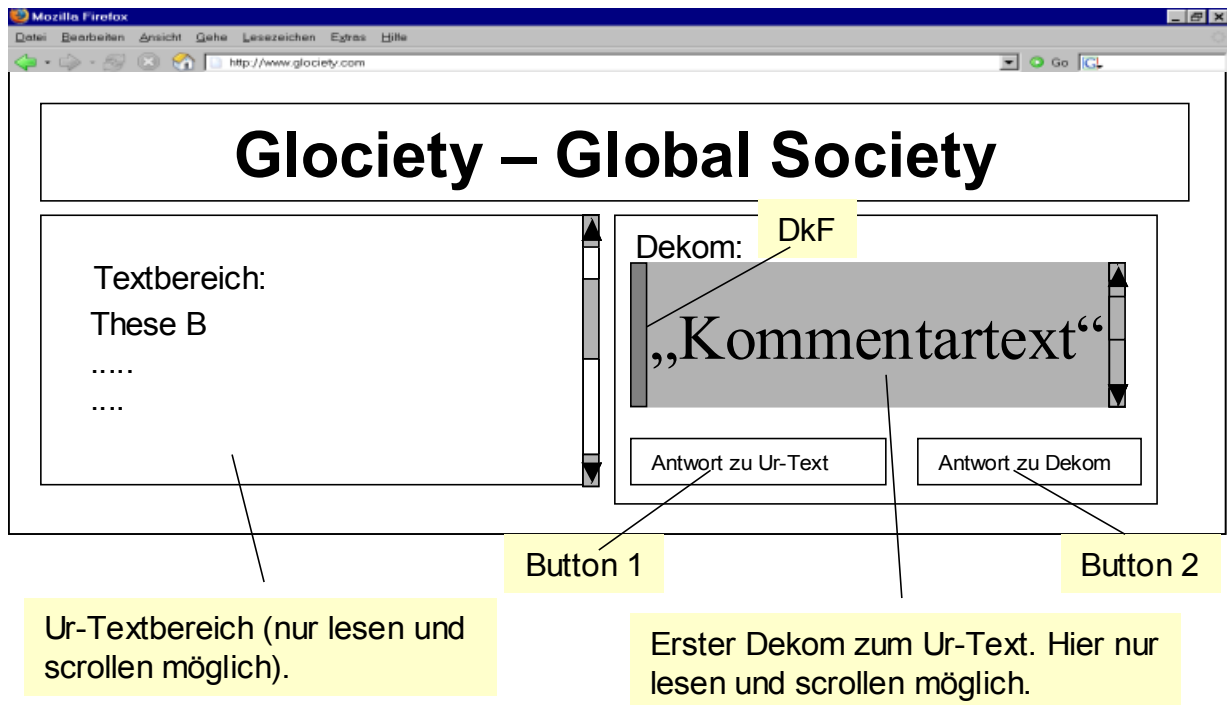 Mozilla Firefox
Datei Bearbeiten Ansicht Gehe Lesezeichen Extras Hilfe
http://www.glociety.com Go
Glociety – Global Society
Textbereich:
These B
.....
....
Dekom:
DkF
„Kommentartext“
Antwort zu Ur-Text
Antwort zu Dekom
Button 1
Button 2
Ur-Textbereich (nur lesen und
scrollen möglich).
Erster Dekom zum Ur-Text. Hier nur
lesen und scrollen möglich.